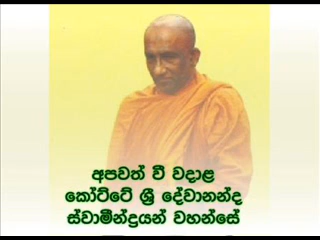 අපවත් වී වදාළ
කෝට්ටේ ශ්‍රී දේවානන්ද
ස්වාමීන්ද්‍රයන් වහන්සේ